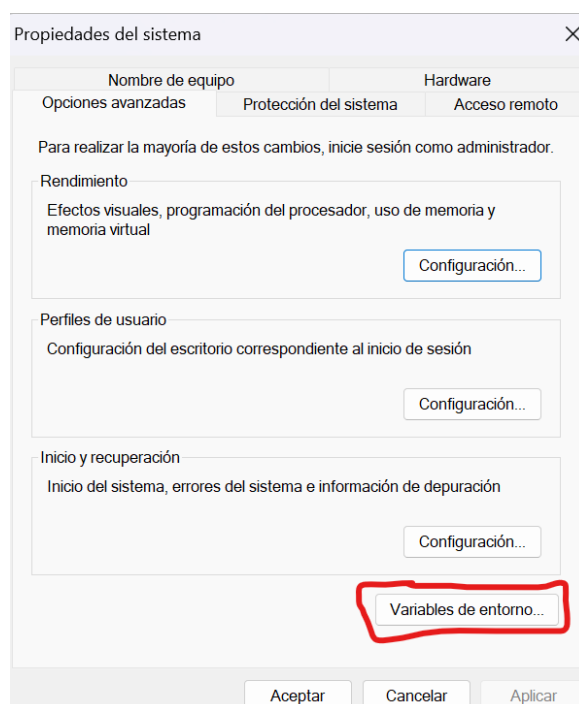 Propiedades del sistema
Nombre de equipo
Hardware
Opciones avanzadas
Protección del sistema
Acceso remoto
Para realizar la mayoría de estos cambios, inicie sesión como administrador.
Rendimiento
Efectos visuales, programación del procesador, uso de memoria y
memoria virtual
Configuración...
Perfiles de usuario
Configuración del escritorio correspondiente al inicio de sesión
Configuración...
Inicio y recuperación
Inicio del sistema, errores del sistema e información de depuración
Configuración...
Variables de entorno...
Aceptar
Cancelar
Aplicar